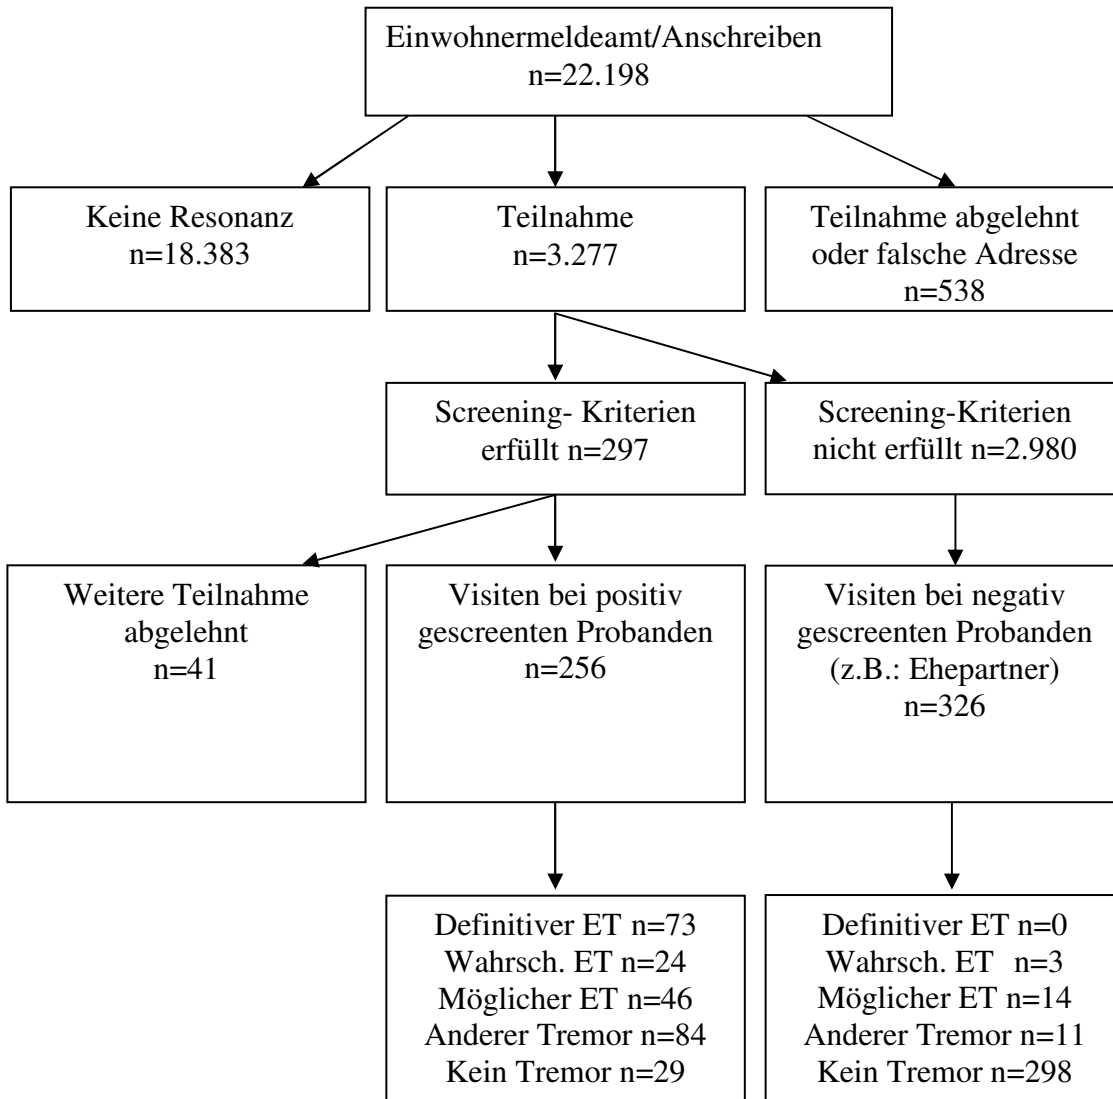 Einwohnermeldeamt/Anschreiben
n=22.198
Keine Resonanz
n=18.383
Teilnahme
n=3.277
Teilnahme abgelehnt
oder falsche Adresse
n=538
Screening- Kriterien
erfüllt n=297
Screening-Kriterien
nicht erfüllt n=2.980
Weitere Teilnahme
abgelehnt
n=41
Visiten bei positiv
gescreenten Probanden
n=256
Visiten bei negativ
gescreenten Probanden
(z.B.: Ehepartner)
n=326
Definitiver ET n=73
Wahrsch. ET n=24
Möglicher ET n=46
Anderer Tremor n=84
Kein Tremor n=29
Definitiver ET n=0
Wahrsch. ET n=3
Möglicher ET n=14
Anderer Tremor n=11
Kein Tremor n=298